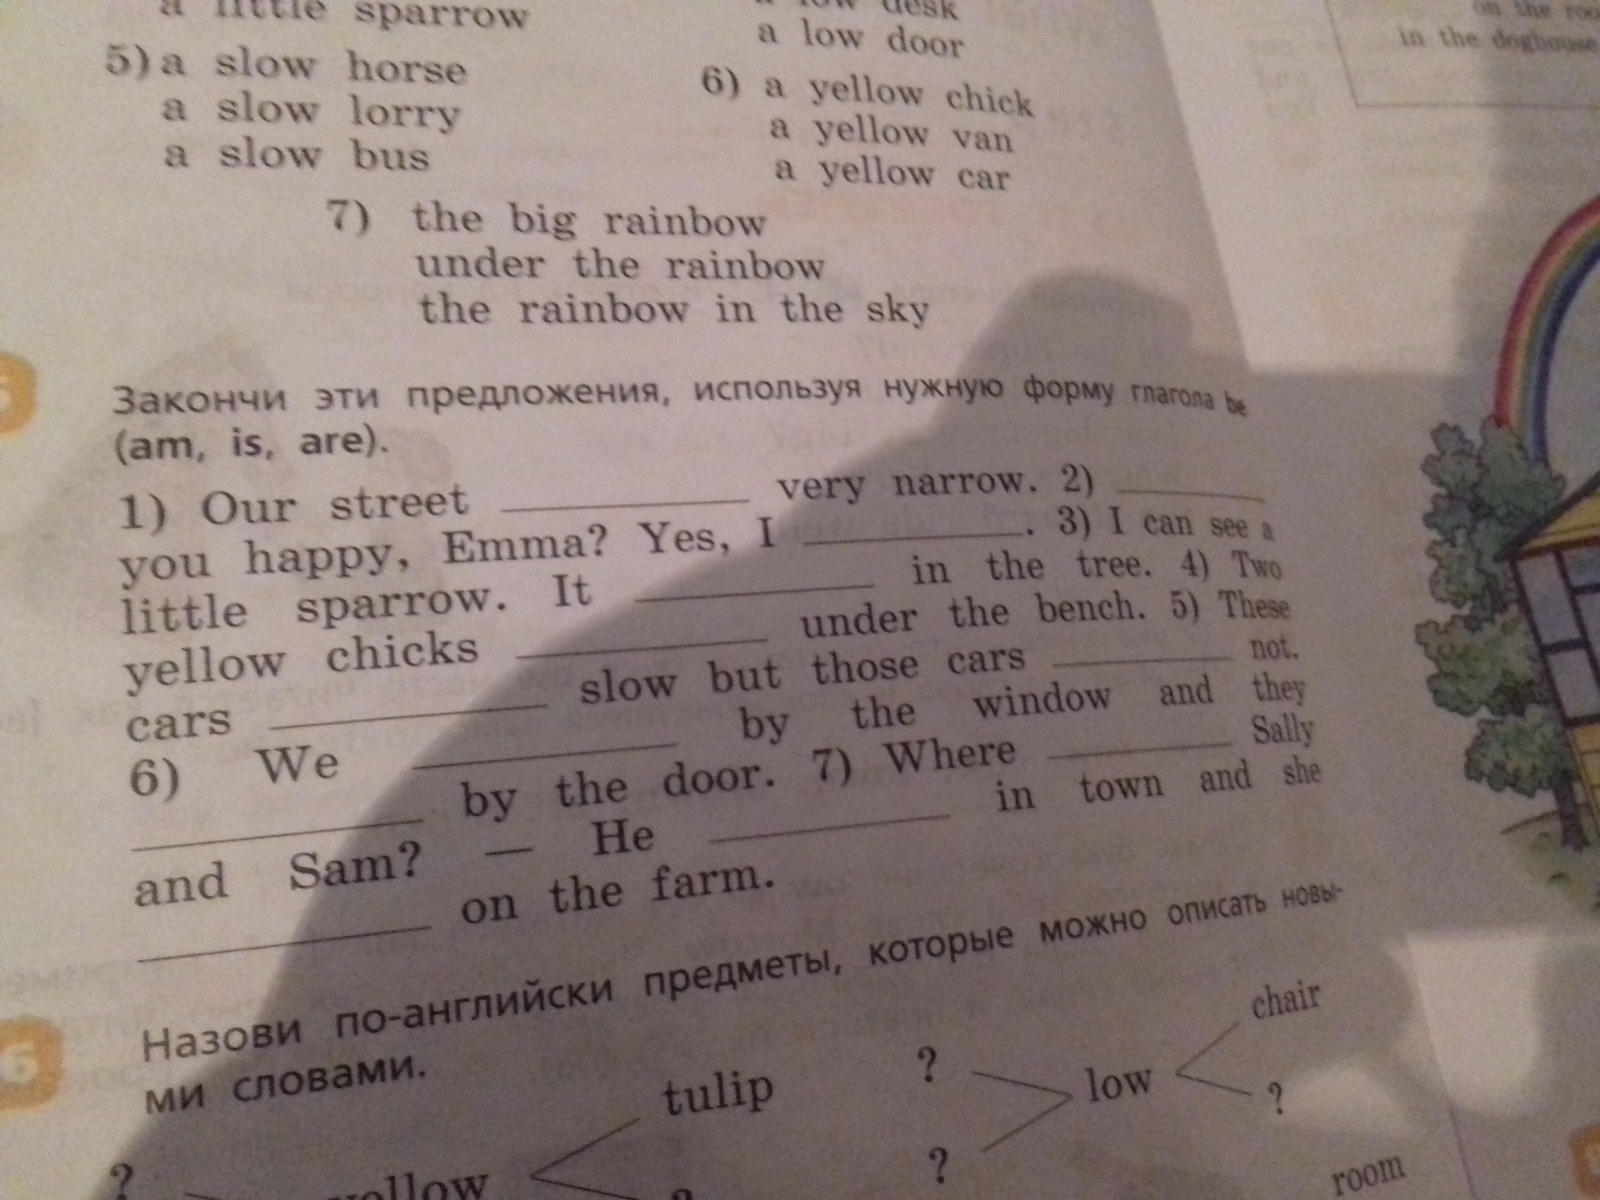 a little sparrow
5) a slow horse
a slow lorry
a slow bus
a low desk
a low door
6) a yellow chick
a yellow van
a yellow car
7) the big rainbow
under the rainbow
the rainbow in the sky
on the
in the doghouse
Закончи эти предложения, используя нужную форму глагола be
(am, is, are).
1) Our street ________ very narrow. 2) ________
you happy, Emma? Yes, I ________. 3) I can see a
little sparrow. It ________ in the tree. 4) Two
yellow chicks ________ under the bench. 5) These
cars ________ slow but those cars ________ not.
6) We ________ by the window and they
________ by the door. 7) Where ________ Sally
and Sam? — He ________ in town and she
________ on the farm.
6
Назови по-английски предметы, которые можно описать новы-
ми словами.
tulip
? yellow
?
?
? low
chair
?
room